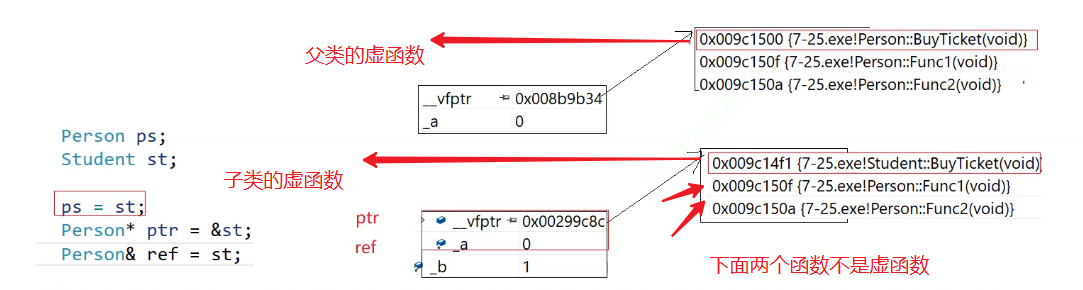 父类的虚函数
0x009c1500 {7-25.exe!Person::BuyTicket(void)}
0x009c150f {7-25.exe!Person::Func1(void)}
0x009c150a {7-25.exe!Person::Func2(void)}
__vfptr 0x008b9b34
_a 0
Person ps;
Student st;
ps = st;
Person* ptr = &st;
Person& ref = st;
子类的虚函数
0x009c14f1 {7-25.exe!Student::BuyTicket(void)
0x009c150f {7-25.exe!Person::Func1(void)}
0x009c150a {7-25.exe!Person::Func2(void)}
ptr
ref
__vfptr 0x00299c8c
_a 0
_b 1
下面两个函数不是虚函数